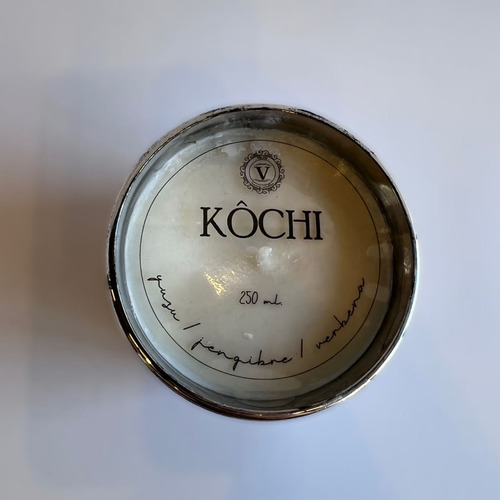 V
KÔCHI
250 ml.
yuzu / jengibre / verbena